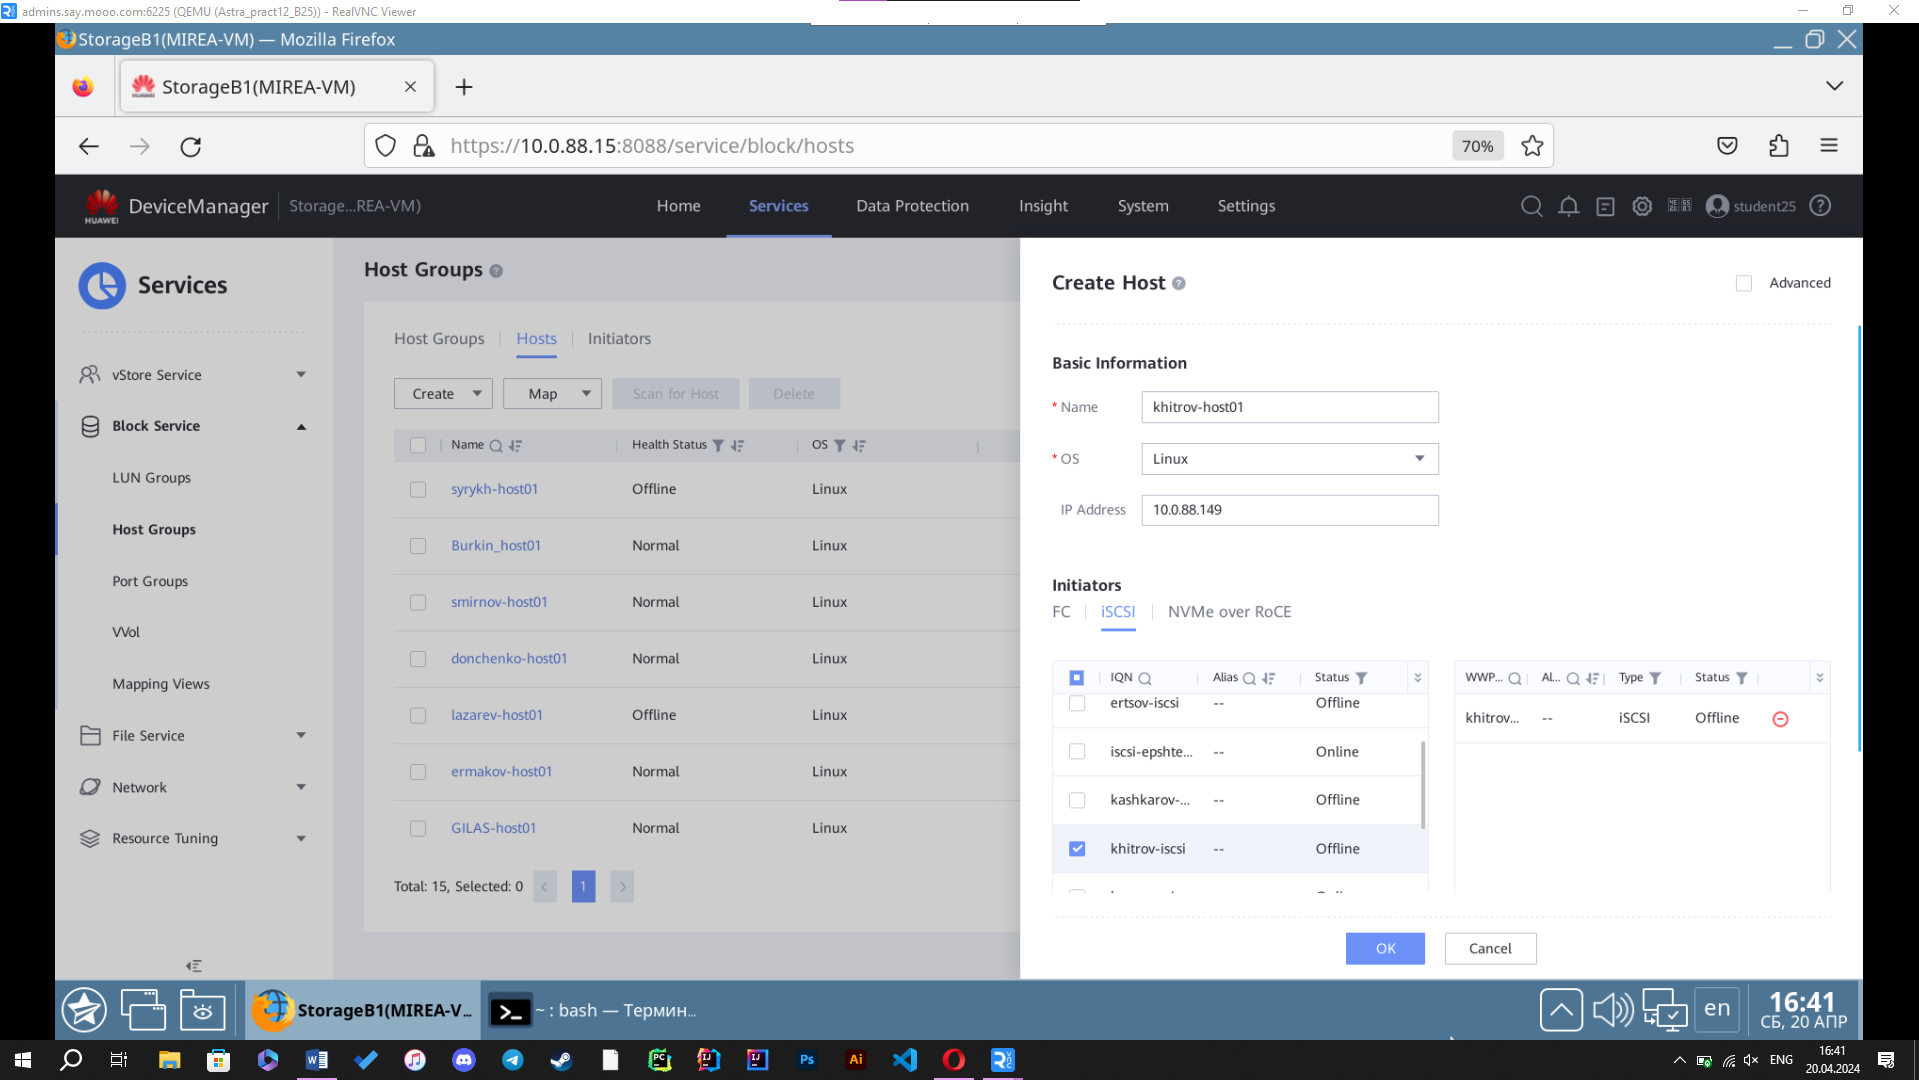 admins.say.mooo.com:6225 (QEMU (Astra_pract12_B25)) - RealVNC Viewer
StorageB1(MIREA-VM) — Mozilla Firefox
StorageB1(MIREA-VM)
https://10.0.88.15:8088/service/block/hosts
70%
HUAWEI
DeviceManager
Storage...REA-VM)
Home
Services
Data Protection
Insight
System
Settings
student25
Services
vStore Service
Block Service
LUN Groups
Host Groups
Port Groups
VVol
Mapping Views
File Service
Network
Resource Tuning
Host Groups
Host Groups
Hosts
Initiators
Create
Map
Scan for Host
Delete
Name
Health Status
OS
syrykh-host01 Offline Linux
Burkin_host01 Normal Linux
smirnov-host01 Normal Linux
donchenko-host01 Normal Linux
lazarev-host01 Offline Linux
ermakov-host01 Normal Linux
GILAS-host01 Normal Linux
Total: 15, Selected: 0
1
Create Host
Advanced
Basic Information
* Name khitrov-host01
* OS Linux
IP Address 10.0.88.149
Initiators
FC
iSCSI
NVMe over RoCE
IQN Alias Status
ertsov-iscsi -- Offline
iscsi-epshte... -- Online
kashkarov-... -- Offline
khitrov-iscsi -- Offline
WWP... Al... Type Status
khitrov... -- iSCSI Offline
OK
Cancel
StorageB1(MIREA-V...
~ : bash — Термин...
en
16:41
СБ, 20 АПР
ENG
16:41
20.04.2024